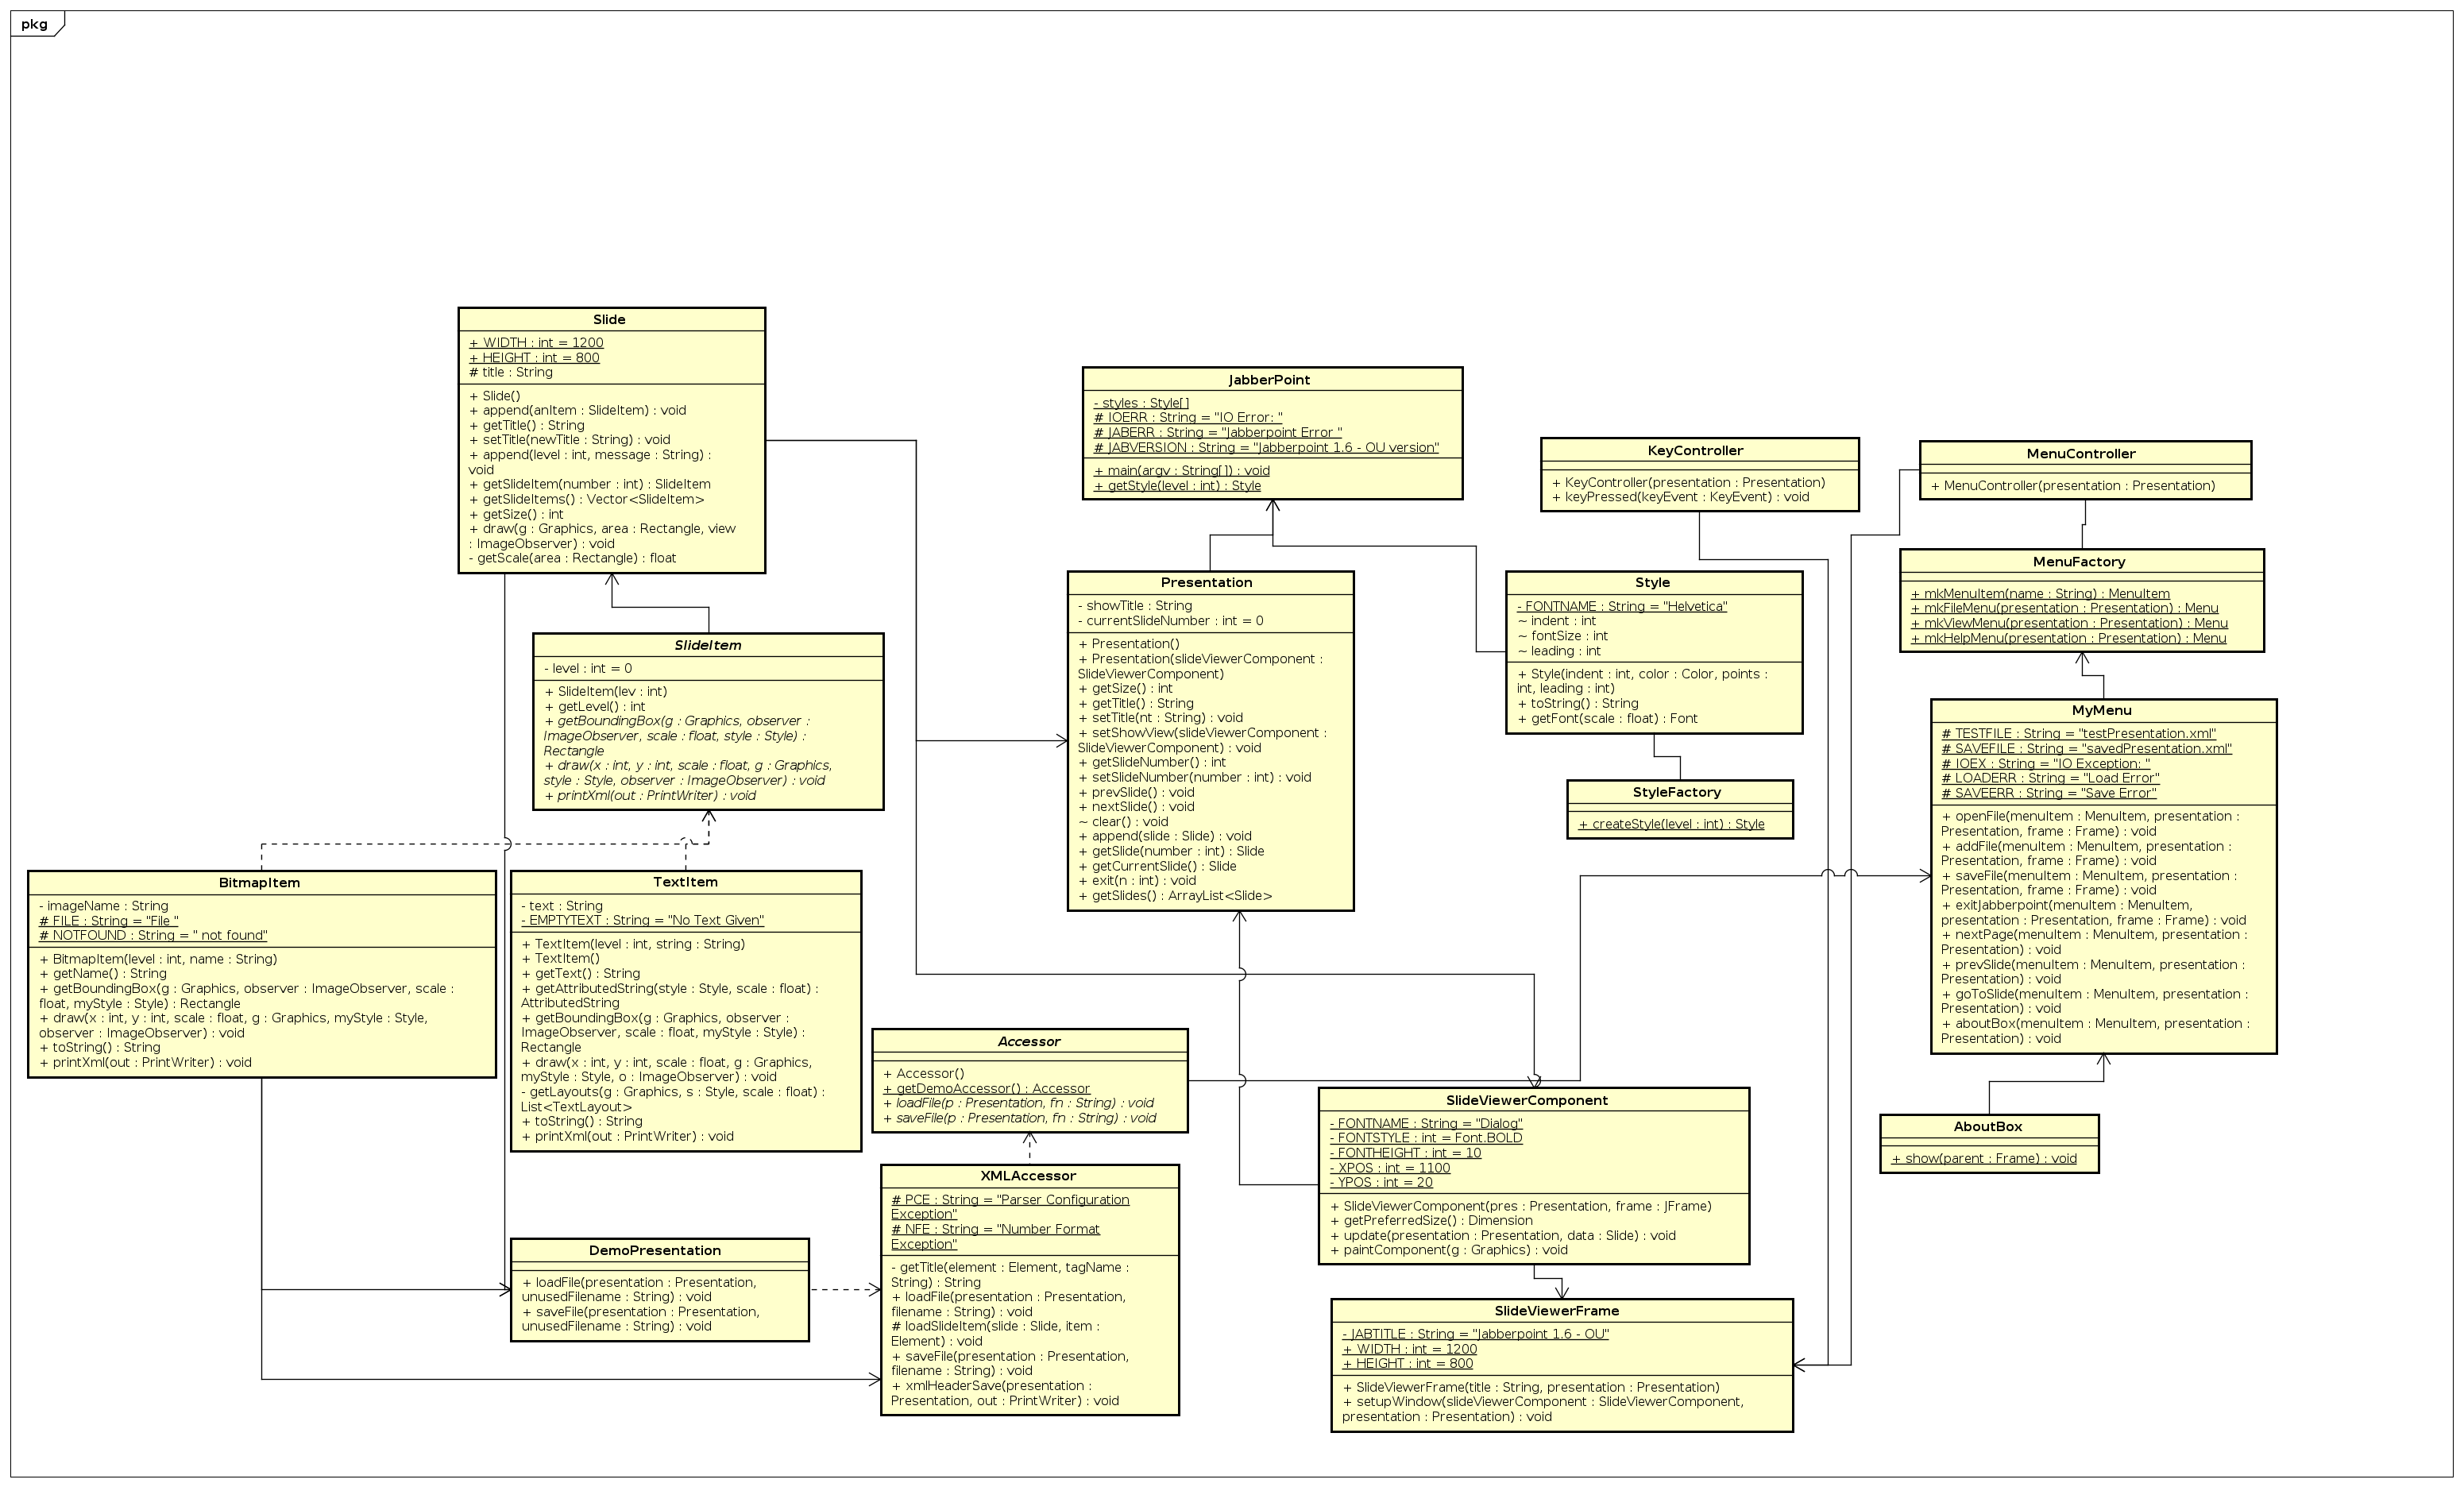 pkg
Slide
+ WIDTH : int = 1200
+ HEIGHT : int = 800
# title : String
+ Slide()
+ append(anItem : SlideItem) : void
+ getTitle() : String
+ setTitle(newTitle : String) : void
+ append(level : int, message : String) :
void
+ getSlideItem(number : int) : SlideItem
+ getSlideItems() : Vector<SlideItem>
+ getSize() : int
+ draw(g : Graphics, area : Rectangle, view
: ImageObserver) : void
- getScale(area : Rectangle) : float
JabberPoint
- styles : Style[]
# IOERR : String = "IO Error: "
# JABERR : String = "Jabberpoint Error "
# JABVERSION : String = "Jabberpoint 1.6 - OU version"
+ main(argv : String[]) : void
+ getStyle(level : int) : Style
KeyController
+ KeyController(presentation : Presentation)
+ keyPressed(keyEvent : KeyEvent) : void
MenuController
+ MenuController(presentation : Presentation)
MenuFactory
+ mkMenuItem(name : String) : MenuItem
+ mkFileMenu(presentation : Presentation) : Menu
+ mkViewMenu(presentation : Presentation) : Menu
+ mkHelpMenu(presentation : Presentation) : Menu
Presentation
- showTitle : String
- currentSlideNumber : int = 0
+ Presentation()
+ Presentation(slideViewerComponent :
SlideViewerComponent)
+ getSize() : int
+ getTitle() : String
+ setTitle(nt : String) : void
+ setShowView(slideViewerComponent :
SlideViewerComponent) : void
+ getSlideNumber() : int
+ setSlideNumber(number : int) : void
+ prevSlide() : void
+ nextSlide() : void
~ clear() : void
+ append(slide : Slide) : void
+ getSlide(number : int) : Slide
+ getCurrentSlide() : Slide
+ exit(n : int) : void
+ getSlides() : ArrayList<Slide>
Style
- FONTNAME : String = "Helvetica"
~ indent : int
~ fontSize : int
~ leading : int
+ Style(indent : int, color : Color, points :
int, leading : int)
+ toString() : String
+ getFont(scale : float) : Font
StyleFactory
+ createStyle(level : int) : Style
SlideItem
- level : int = 0
+ SlideItem(lev : int)
+ getLevel() : int
+ getBoundingBox(g : Graphics, observer :
ImageObserver, scale : float, style : Style) :
Rectangle
+ draw(x : int, y : int, scale : float, g : Graphics,
style : Style, observer : ImageObserver) : void
+ printXml(out : PrintWriter) : void
MyMenu
# TESTFILE : String = "testPresentation.xml"
# SAVEFILE : String = "savedPresentation.xml"
# IOEX : String = "IO Exception: "
# LOADERR : String = "Load Error"
# SAVEERR : String = "Save Error"
+ openFile(menuItem : MenuItem, presentation :
Presentation, frame : Frame) : void
+ addFile(menuItem : MenuItem, presentation :
Presentation, frame : Frame) : void
+ saveFile(menuItem : MenuItem, presentation :
Presentation, frame : Frame) : void
+ exitJabberpoint(menuItem : MenuItem,
presentation : Presentation, frame : Frame) : void
+ nextPage(menuItem : MenuItem, presentation :
Presentation) : void
+ prevSlide(menuItem : MenuItem, presentation :
Presentation) : void
+ goToSlide(menuItem : MenuItem, presentation :
Presentation) : void
+ aboutBox(menuItem : MenuItem, presentation :
Presentation) : void
BitmapItem
- imageName : String
# FILE : String = "File "
# NOTFOUND : String = " not found"
+ BitmapItem(level : int, name : String)
+ getName() : String
+ getBoundingBox(g : Graphics, observer : ImageObserver, scale :
float, myStyle : Style) : Rectangle
+ draw(x : int, y : int, scale : float, g : Graphics, myStyle : Style,
observer : ImageObserver) : void
+ toString() : String
+ printXml(out : PrintWriter) : void
TextItem
- text : String
- EMPTYTEXT : String = "No Text Given"
+ TextItem(level : int, string : String)
+ TextItem()
+ getText() : String
+ getAttributedString(style : Style, scale : float) :
AttributedString
+ getBoundingBox(g : Graphics, observer :
ImageObserver, scale : float, myStyle : Style) :
Rectangle
+ draw(x : int, y : int, scale : float, g : Graphics,
myStyle : Style, o : ImageObserver) : void
- getLayouts(g : Graphics, s : Style, scale : float) :
List<TextLayout>
+ toString() : String
+ printXml(out : PrintWriter) : void
Accessor
+ Accessor()
+ getDemoAccessor() : Accessor
+ loadFile(p : Presentation, fn : String) : void
+ saveFile(p : Presentation, fn : String) : void
SlideViewerComponent
- FONTNAME : String = "Dialog"
- FONTSTYLE : int = Font.BOLD
- FONTHEIGHT : int = 10
- XPOS : int = 1100
- YPOS : int = 20
+ SlideViewerComponent(pres : Presentation, frame : JFrame)
+ getPreferredSize() : Dimension
+ update(presentation : Presentation, data : Slide) : void
+ paintComponent(g : Graphics) : void
AboutBox
+ show(parent : Frame) : void
XMLAccessor
# PCE : String = "Parser Configuration
Exception"
# NFE : String = "Number Format
Exception"
- getTitle(element : Element, tagName :
String) : String
+ loadFile(presentation : Presentation,
filename : String) : void
# loadSlideItem(slide : Slide, item :
Element) : void
+ saveFile(presentation : Presentation,
filename : String) : void
+ xmlHeaderSave(presentation :
Presentation, out : PrintWriter) : void
DemoPresentation
+ loadFile(presentation : Presentation,
unusedFilename : String) : void
+ saveFile(presentation : Presentation,
unusedFilename : String) : void
SlideViewerFrame
- JABTITLE : String = "Jabberpoint 1.6 - OU"
+ WIDTH : int = 1200
+ HEIGHT : int = 800
+ SlideViewerFrame(title : String, presentation : Presentation)
+ setupWindow(slideViewerComponent : SlideViewerComponent,
presentation : Presentation) : void